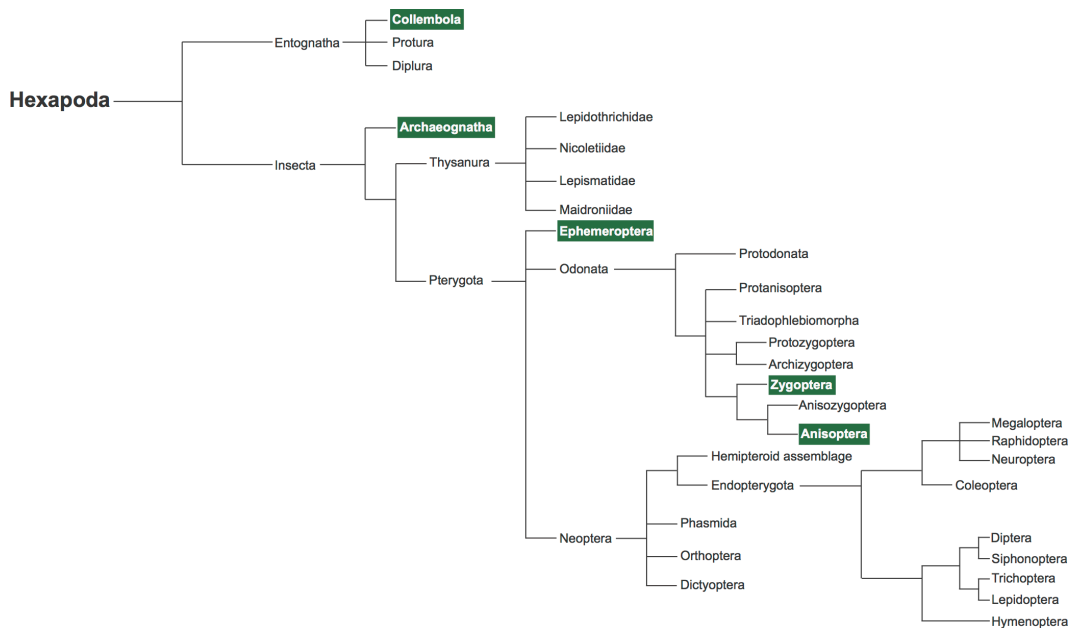 Collembola
Entognatha
Protura
Diplura
Hexapoda
Archaeognatha
Insecta
Thysanura
Lepidothrichidae
Nicoletiidae
Lepismatidae
Maidroniidae
Ephemeroptera
Pterygota
Odonata
Protodonata
Protanisoptera
Triadophlebiomorpha
Protozygoptera
Archizygoptera
Zygoptera
Anisozygoptera
Anisoptera
Neoptera
Hemipteroid assemblage
Endopterygota
Megaloptera
Raphidoptera
Neuroptera
Coleoptera
Diptera
Siphonoptera
Trichoptera
Lepidoptera
Hymenoptera
Phasmida
Orthoptera
Dictyoptera